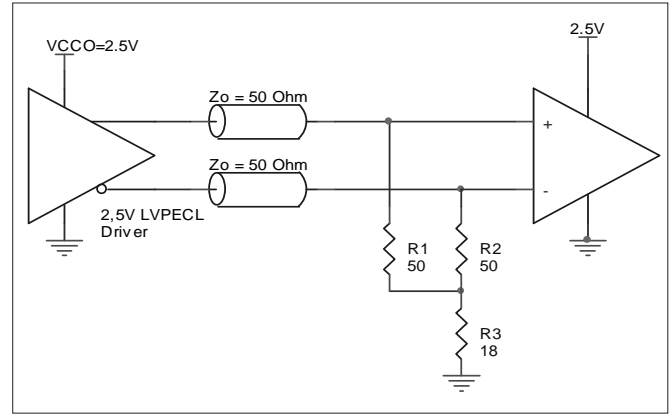 VCCO=2.5V
2.5V
Zo = 50 Ohm
+
Zo = 50 Ohm
-
2,5V LVPECL
Driver
R1
50
R2
50
R3
18